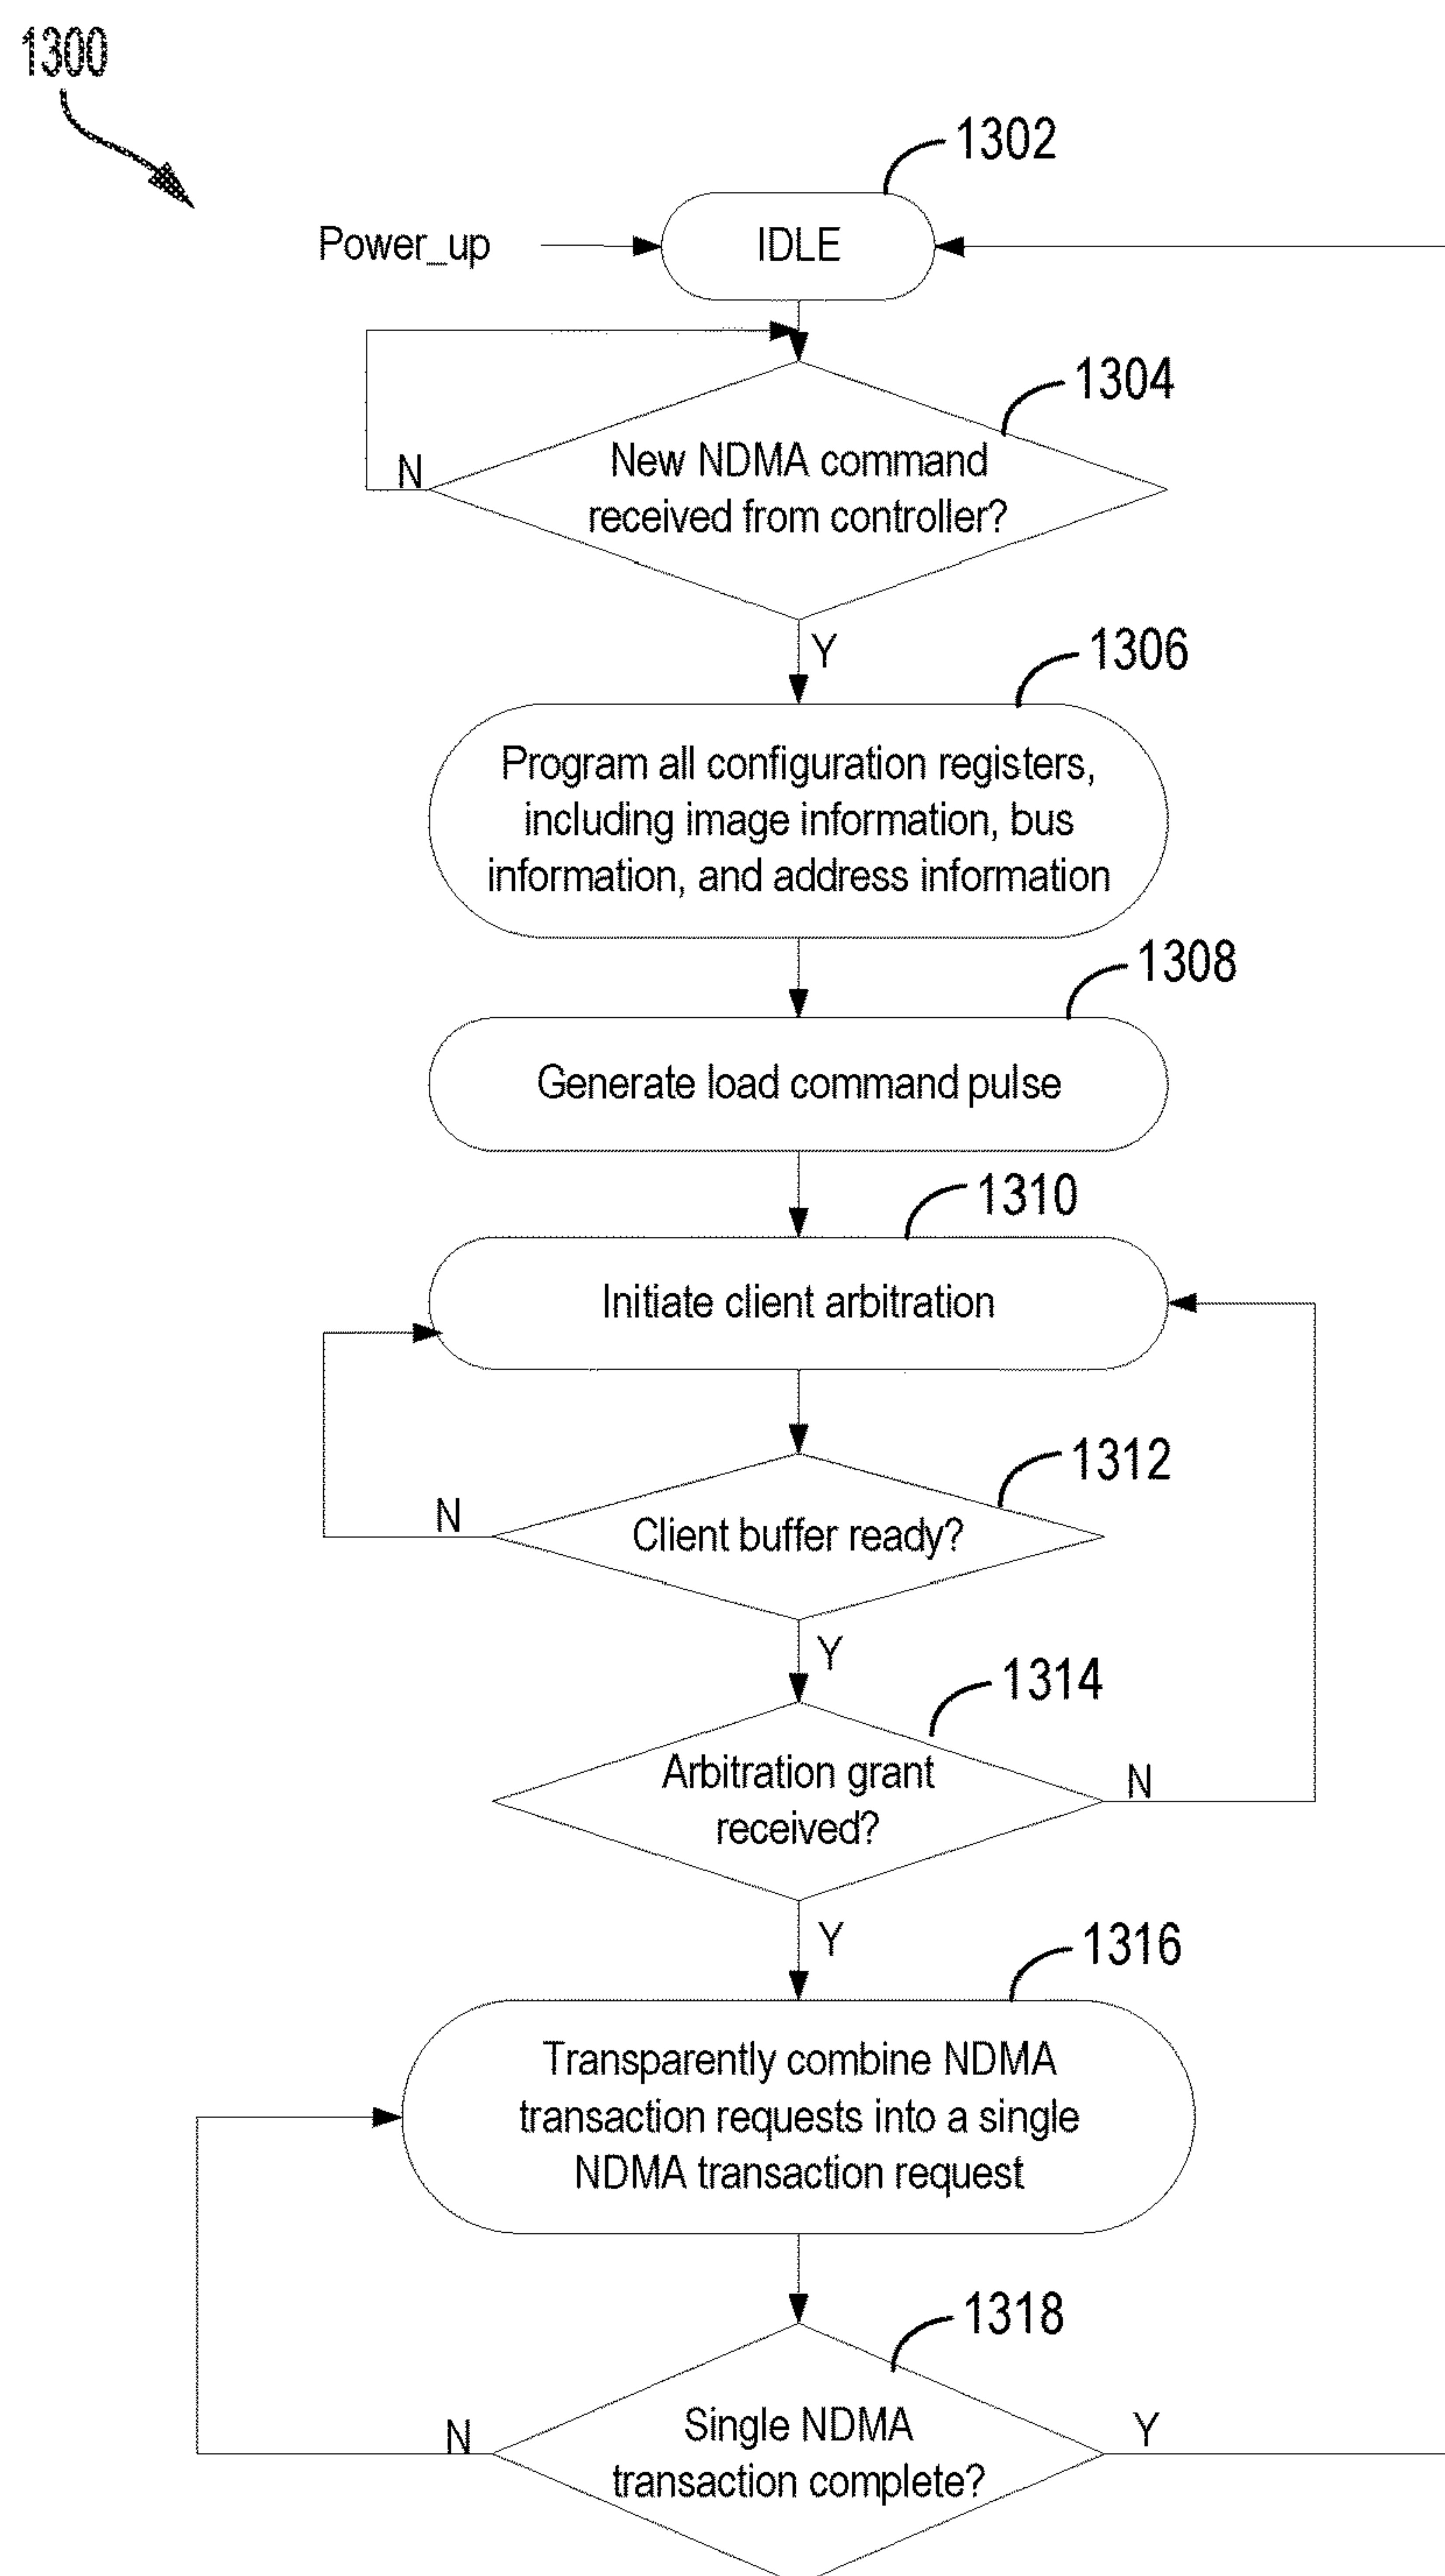 1300
1302
Power_up
IDLE
1304
New NDMA command
received from controller?
N
Y
1306
Program all configuration registers,
including image information, bus
information, and address information
1308
Generate load command pulse
1310
Initiate client arbitration
1312
Client buffer ready?
N
Y
1314
Arbitration grant
received?
N
Y
1316
Transparently combine NDMA
transaction requests into a single
NDMA transaction request
1318
Single NDMA
transaction complete?
N
Y